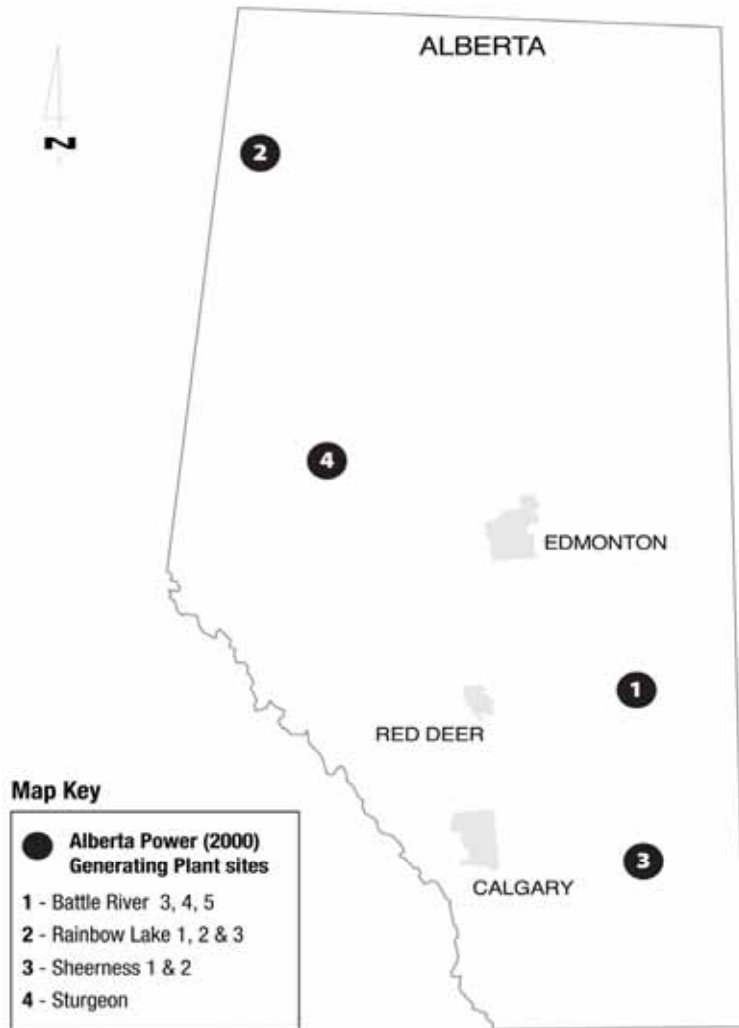 ALBERTA
N
2
4
EDMONTON
1
RED DEER
3
CALGARY
Map Key
Alberta Power (2000)
Generating Plant sites
1 - Battle River 3, 4, 5
2 - Rainbow Lake 1, 2 & 3
3 - Sheerness 1 & 2
4 - Sturgeon